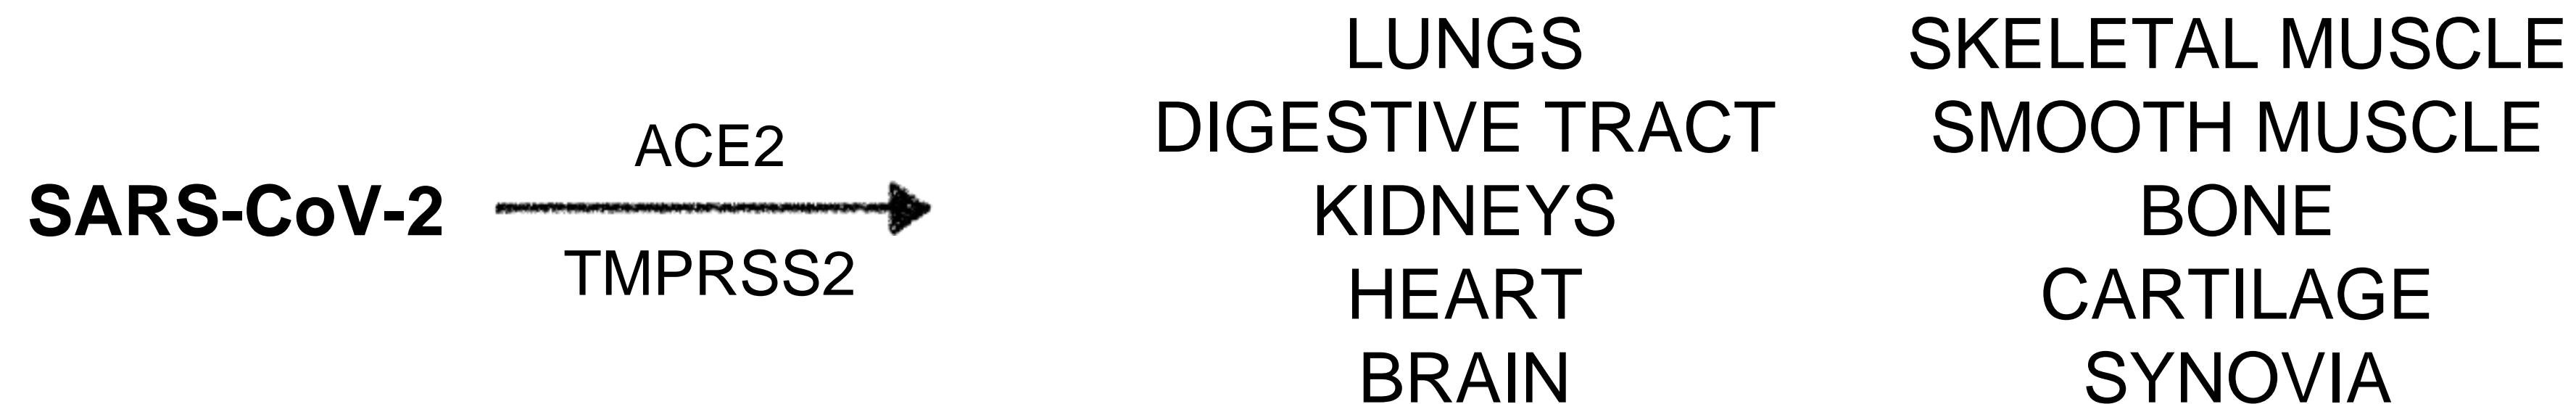 SARS-CoV-2
ACE2
TMPRSS2
LUNGS
DIGESTIVE TRACT
KIDNEYS
HEART
BRAIN
SKELETAL MUSCLE
SMOOTH MUSCLE
BONE
CARTILAGE
SYNOVIA